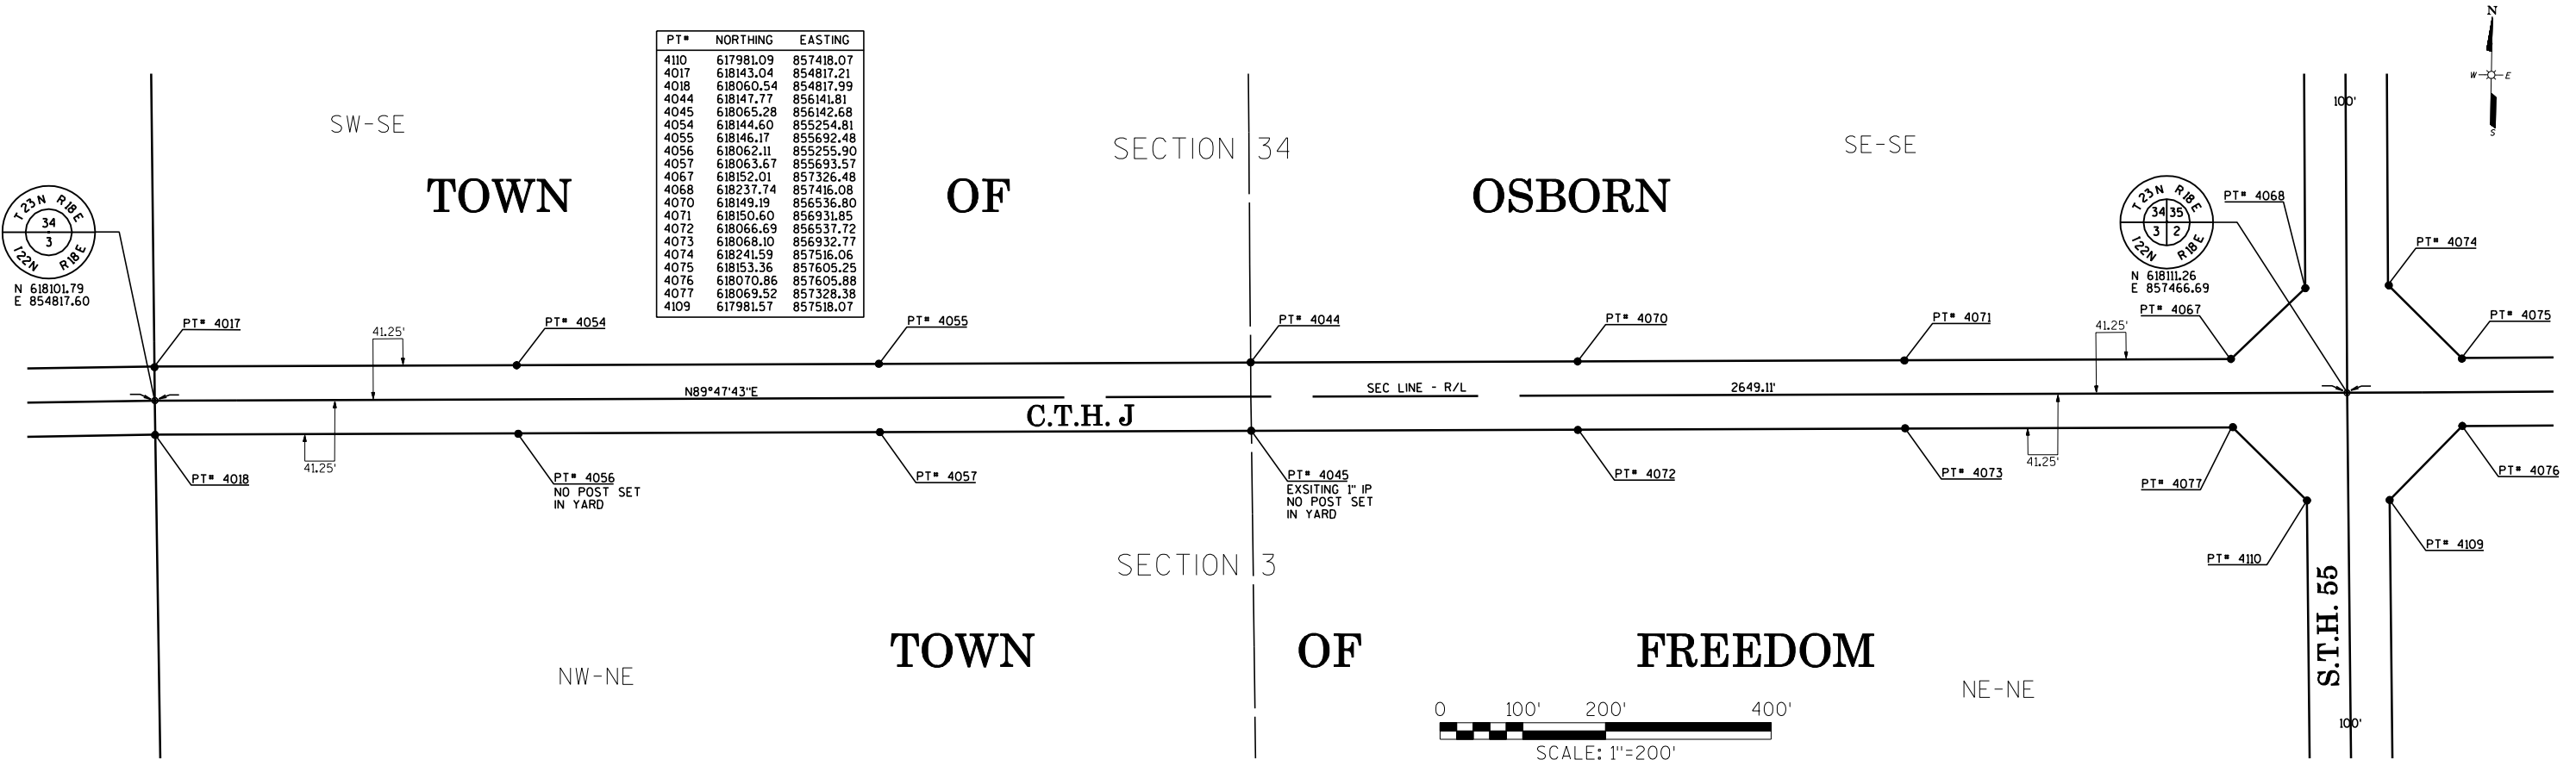 N
W E
S
PT# NORTHING EASTING
4110 617981.09 857418.07
4017 618143.04 854817.21
4018 618060.54 854817.99
4044 618147.77 856141.81
4045 618065.28 856142.68
4054 618144.60 855254.81
4055 618146.17 855692.48
4056 618062.11 855255.90
4057 618063.67 855693.57
4067 618152.01 857326.48
4068 618237.74 857416.08
4070 618149.19 856536.80
4071 618150.60 856931.85
4072 618066.69 856537.72
4073 618068.10 856932.77
4074 618241.59 857516.06
4075 618153.36 857605.25
4076 618070.86 857605.88
4077 618069.52 857328.38
4109 617981.57 857518.07
100'
SW-SE
SECTION 34
SE-SE
TOWN OF OSBORN
T23N R18E
34
3
T22N R18E
N 618101.79
E 854817.60
T23N R18E
34 35
3 2
T22N R18E
N 618111.26
E 857466.69
PT# 4068
PT# 4074
PT# 4017
41.25'
PT# 4054
PT# 4055
PT# 4044
PT# 4070
PT# 4071
41.25'
PT# 4067
PT# 4075
N89°47'43"E
SEC LINE - R/L
2649.11'
C.T.H. J
PT# 4018
41.25'
PT# 4056
NO POST SET
IN YARD
PT# 4057
PT# 4045
EXSITING 1" IP
NO POST SET
IN YARD
PT# 4072
PT# 4073
41.25'
PT# 4077
PT# 4076
PT# 4110
PT# 4109
SECTION 3
S.T.H. 55
TOWN OF FREEDOM
NW-NE
NE-NE
0 100' 200' 400'
SCALE: 1"=200'
100'